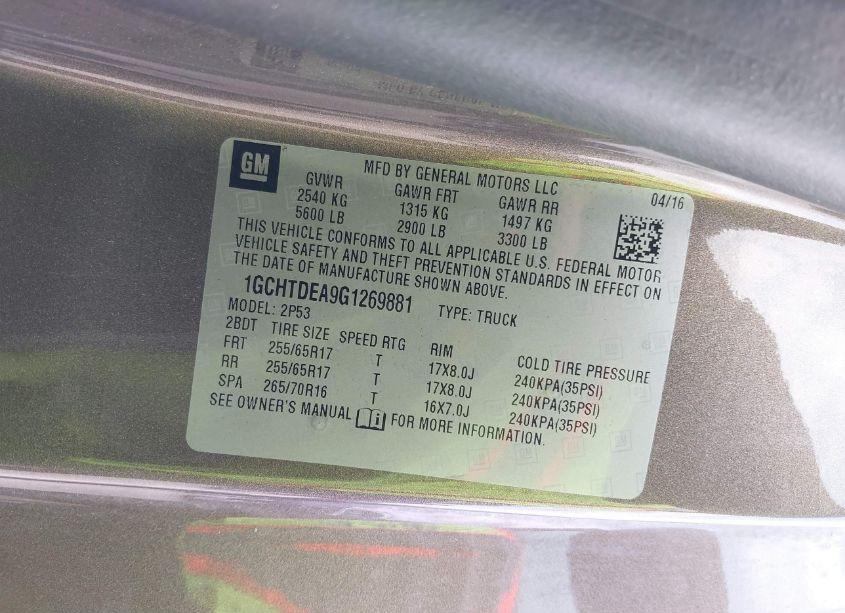 GM
MFD BY GENERAL MOTORS LLC
04/16
GVWR GAWR FRT GAWR RR
2540 KG 1315 KG 1497 KG
5600 LB 2900 LB 3300 LB
THIS VEHICLE CONFORMS TO ALL APPLICABLE U.S. FEDERAL MOTOR
VEHICLE SAFETY AND THEFT PREVENTION STANDARDS IN EFFECT ON
THE DATE OF MANUFACTURE SHOWN ABOVE.
1GCHTDEA9G1269881 TYPE: TRUCK
MODEL: 2P53
2BDT TIRE SIZE SPEED RTG RIM COLD TIRE PRESSURE
FRT 255/65R17 T 17X8.0J 240KPA(35PSI)
RR 255/65R17 T 17X8.0J 240KPA(35PSI)
SPA 265/70R16 T 16X7.0J 240KPA(35PSI)
SEE OWNER'S MANUAL FOR MORE INFORMATION.